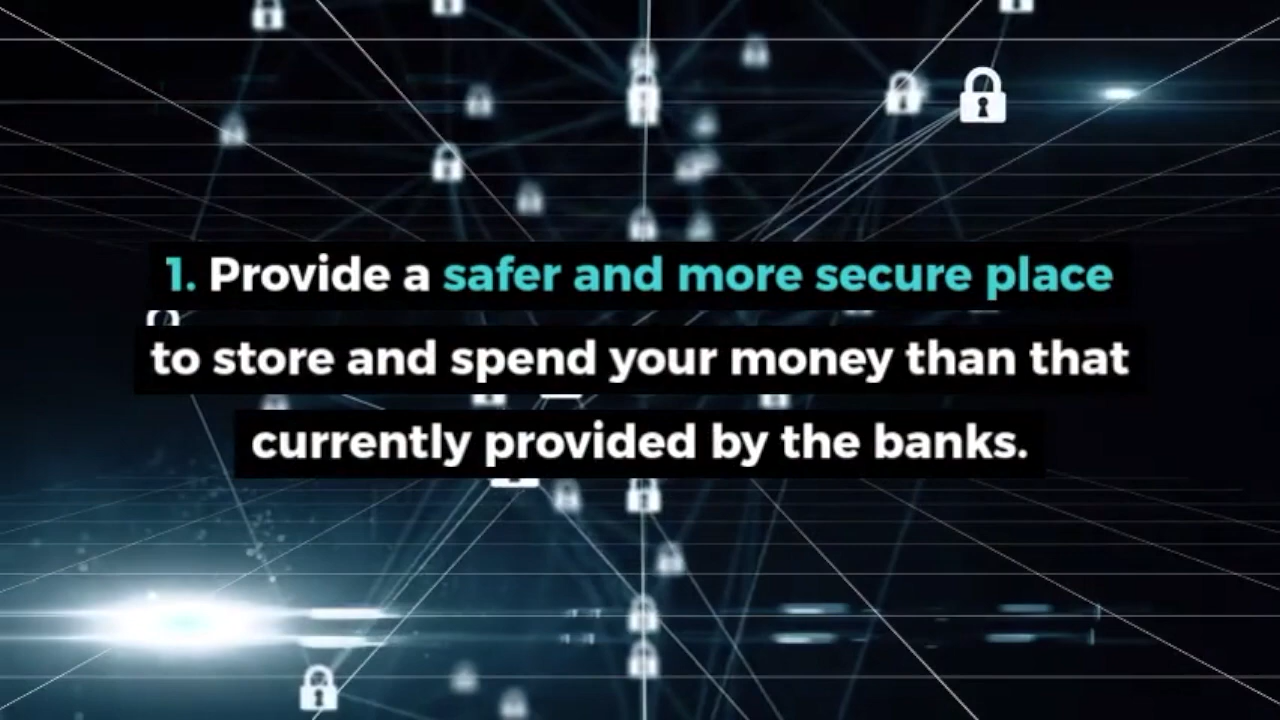 1. Provide a safer and more secure place
to store and spend your money than that
currently provided by the banks.